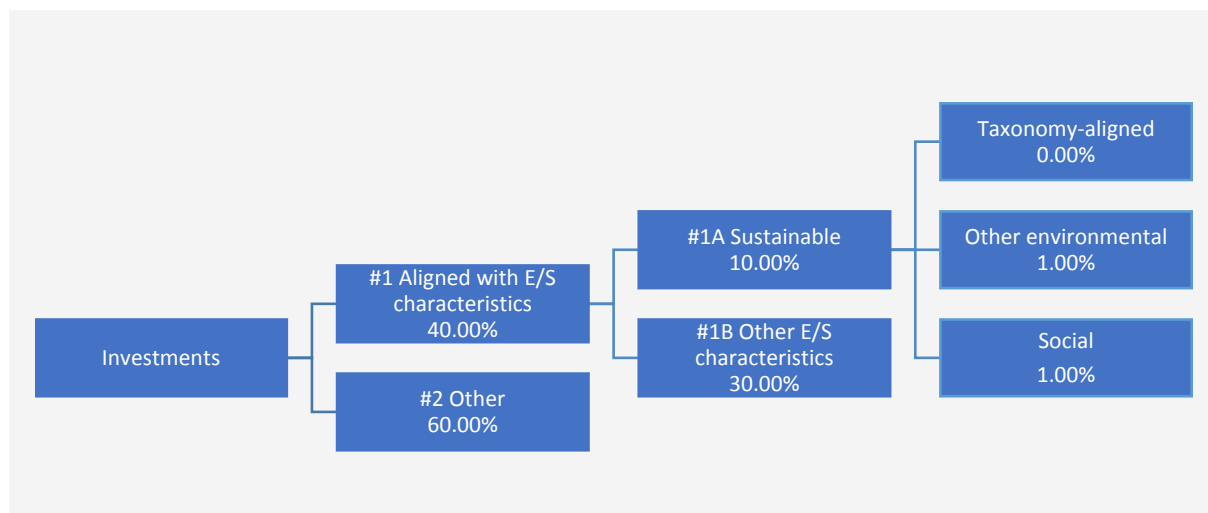 Investments
#1 Aligned with E/S
characteristics
40.00%
#2 Other
60.00%
#1A Sustainable
10.00%
#1B Other E/S
characteristics
30.00%
Taxonomy-aligned
0.00%
Other environmental
1.00%
Social
1.00%